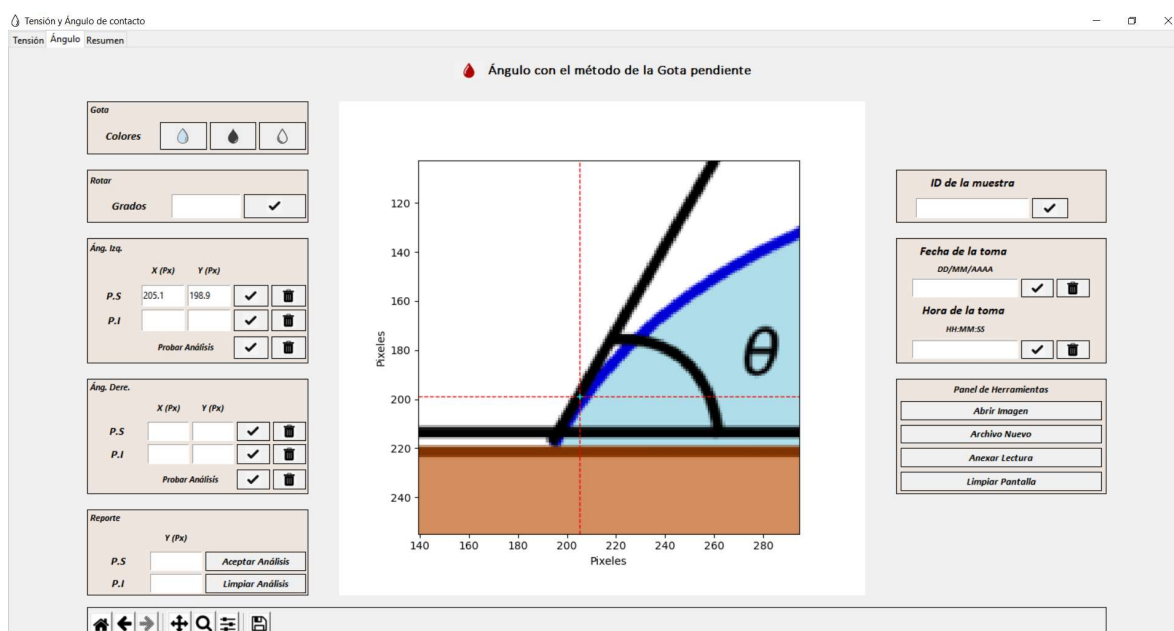 Tensión y Ángulo de contacto
Tensión Ángulo Resumen
Ángulo con el método de la Gota pendiente
Gota
Colores
Rotar
Grados
Áng. Izq.
X (Px) Y (Px)
P.S 205.1 198.9
P.I
Probar Análisis
Áng. Dere.
X (Px) Y (Px)
P.S
P.I
Probar Análisis
Reporte
Y (Px)
P.S Aceptar Análisis
P.I Limpiar Análisis
120
140
160
180
200
220
240
Pixeles
θ
140 160 180 200 220 240 260 280
Pixeles
ID de la muestra
Fecha de la toma
DD/MM/AAAA
Hora de la toma
HH:MM:SS
Panel de Herramientas
Abrir Imagen
Archivo Nuevo
Anexar Lectura
Limpiar Pantalla